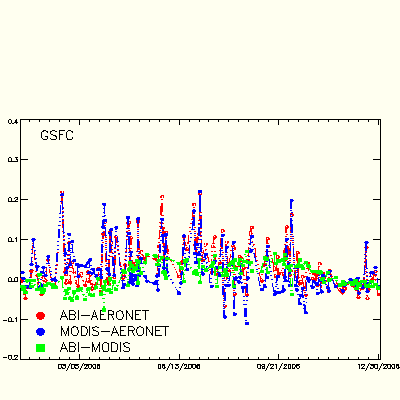 0.4
GSFC
0.3
0.2
0.1
-0.0
-0.1
ABI-AERONET
MODIS-AERONET
ABI-MODIS
-0.2
03/05/2006
06/13/2006
09/21/2006
12/30/2006